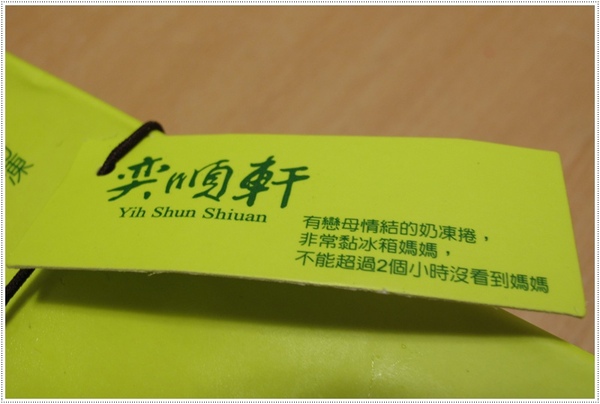 凍
奕順軒
Yih Shun Shiuan
有戀母情結的奶凍捲，
非常黏冰箱媽媽，
不能超過2個小時沒看到媽媽